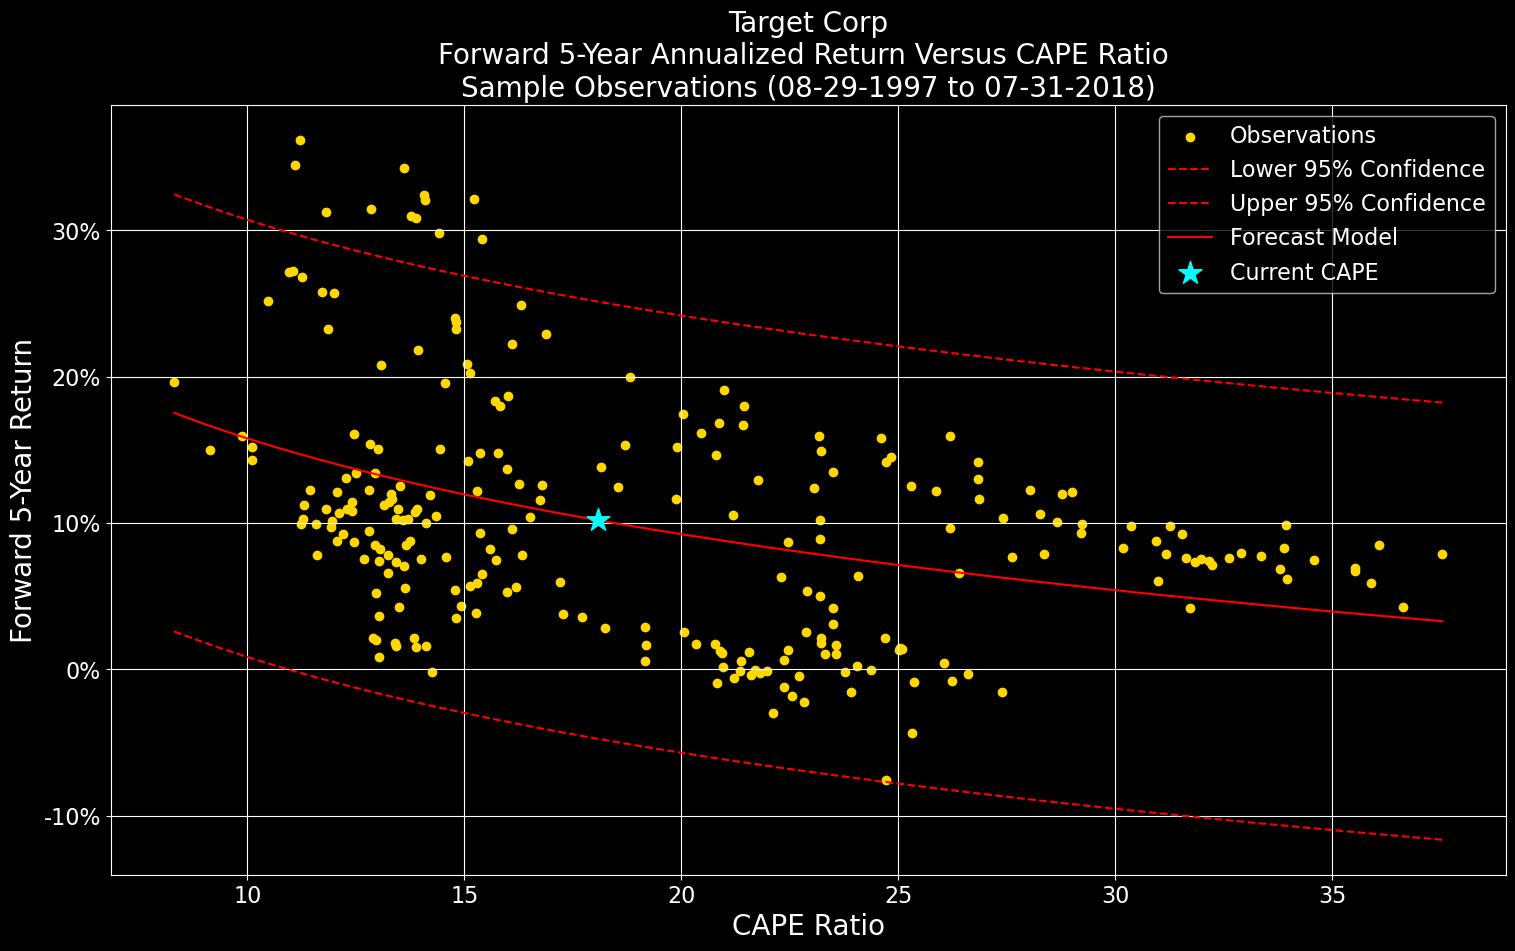 Target Corp
Forward 5-Year Annualized Return Versus CAPE Ratio
Sample Observations (08-29-1997 to 07-31-2018)
Observations
Lower 95% Confidence
Upper 95% Confidence
Forecast Model
Current CAPE
Forward 5-Year Return
30%
20%
10%
0%
-10%
10 15 20 25 30 35
CAPE Ratio